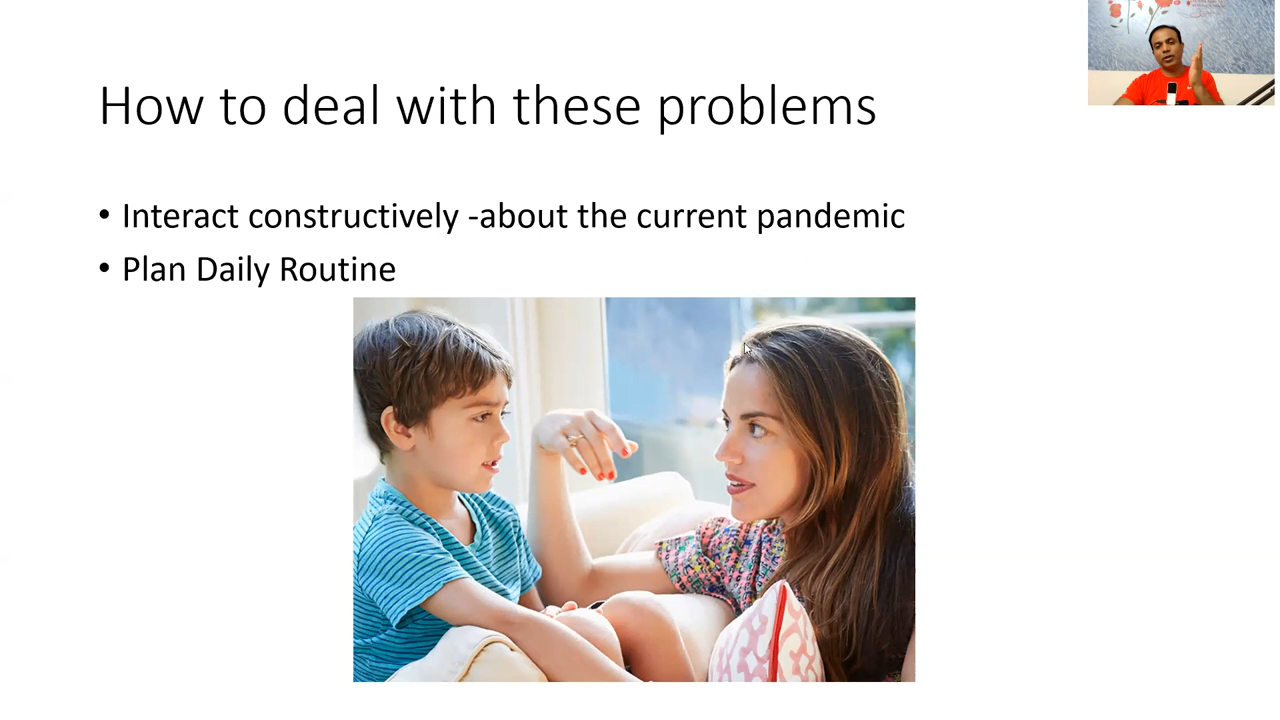 How to deal with these problems
• Interact constructively -about the current pandemic
• Plan Daily Routine